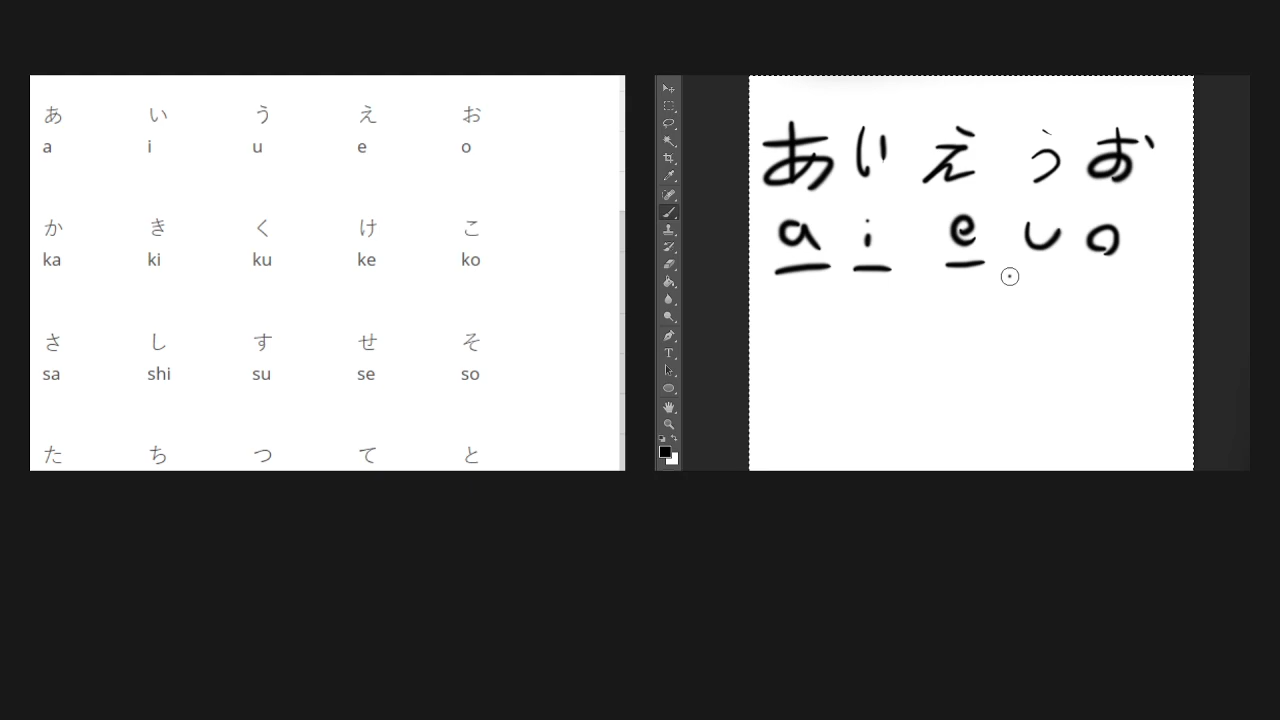 あ い う え お
a i u e o
か き く け こ
ka ki ku ke ko
さ し す せ そ
sa shi su se so
た ち つ て と
あ い え う お
a i e u o